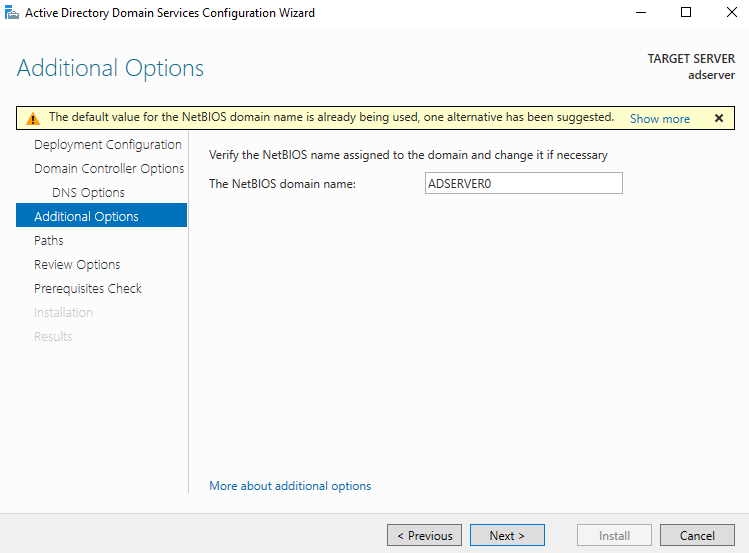 Active Directory Domain Services Configuration Wizard
Additional Options
TARGET SERVER
adserver
The default value for the NetBIOS domain name is already being used, one alternative has been suggested. Show more
Deployment Configuration
Domain Controller Options
DNS Options
Additional Options
Paths
Review Options
Prerequisites Check
Installation
Results
Verify the NetBIOS name assigned to the domain and change it if necessary
The NetBIOS domain name: ADSERVER0
More about additional options
< Previous Next > Install Cancel